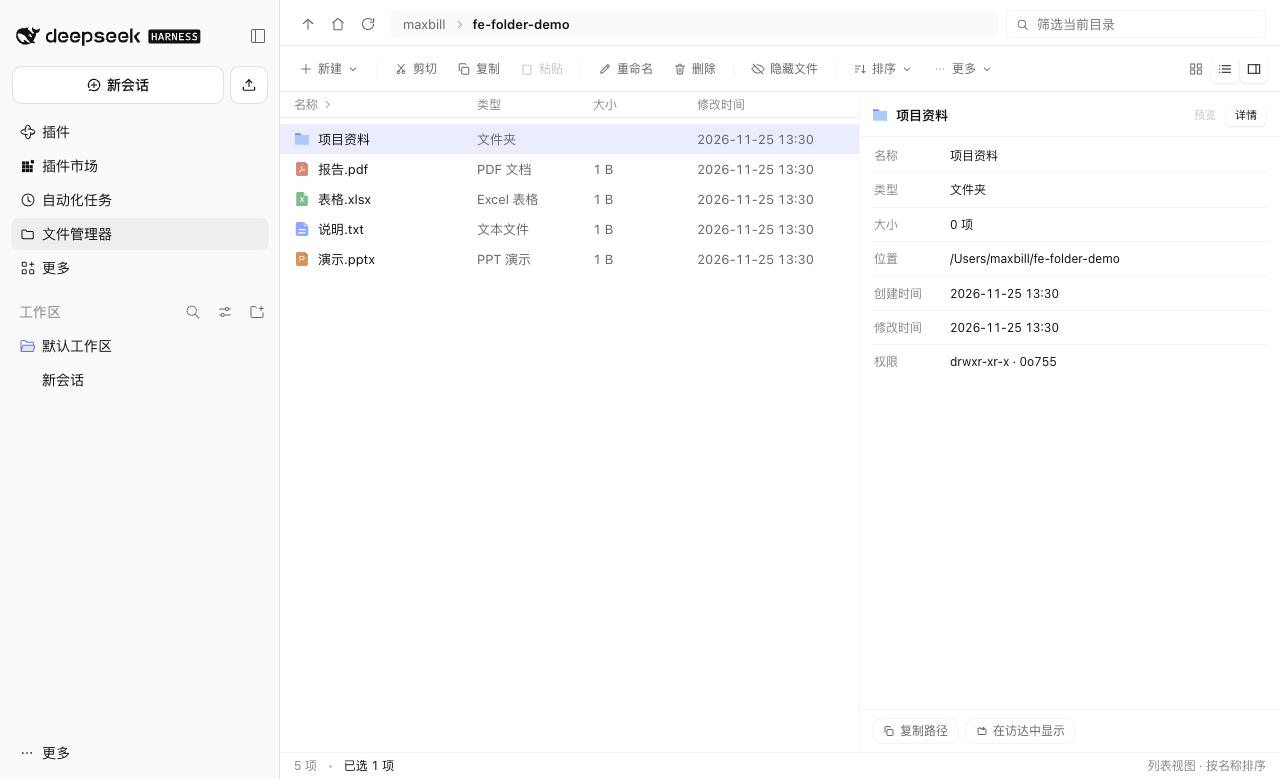 deepseek HARNESS
新会话
插件
插件市场
自动化任务
文件管理器
更多
工作区
默认工作区
新会话
更多
maxbill > fe-folder-demo
筛选当前目录
新建 剪切 复制 粘贴 重命名 删除 隐藏文件 排序 更多
名称 类型 大小 修改时间
项目资料 文件夹 2026-11-25 13:30
报告.pdf PDF 文档 1 B 2026-11-25 13:30
表格.xlsx Excel 表格 1 B 2026-11-25 13:30
说明.txt 文本文件 1 B 2026-11-25 13:30
演示.pptx PPT 演示 1 B 2026-11-25 13:30
项目资料 预览 详情
名称 项目资料
类型 文件夹
大小 0 项
位置 /Users/maxbill/fe-folder-demo
创建时间 2026-11-25 13:30
修改时间 2026-11-25 13:30
权限 drwxr-xr-x · 0o755
复制路径 在访达中显示
5 项 · 已选 1 项
列表视图 · 按名称排序